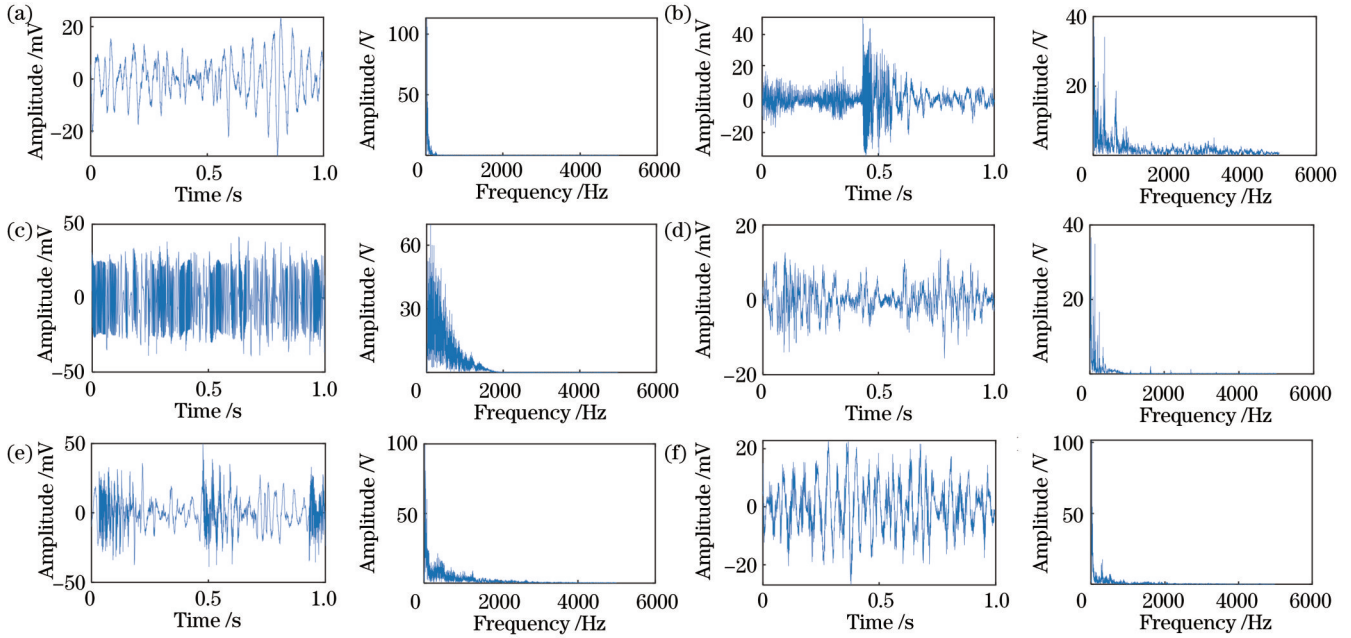 (a)
Amplitude /mV
20
0
−20
0
0.5
1.0
Time /s
Amplitude /V
100
50
0
2000
4000
6000
Frequency /Hz
(b)
Amplitude /mV
40
20
0
−20
0
0.5
1.0
Time /s
Amplitude /V
40
20
0
2000
4000
6000
Frequency /Hz
(c)
Amplitude /mV
50
0
−50
0
0.5
1.0
Time /s
Amplitude /V
60
30
0
2000
4000
6000
Frequency /Hz
(d)
Amplitude /mV
20
0
−20
0
0.5
1.0
Time /s
Amplitude /V
40
20
0
2000
4000
6000
Frequency /Hz
(e)
Amplitude /mV
50
0
−50
0
0.5
1.0
Time /s
Amplitude /V
100
50
0
2000
4000
6000
Frequency /Hz
(f)
Amplitude /mV
20
0
−20
0
0.5
1.0
Time /s
Amplitude /V
100
50
0
2000
4000
6000
Frequency /Hz